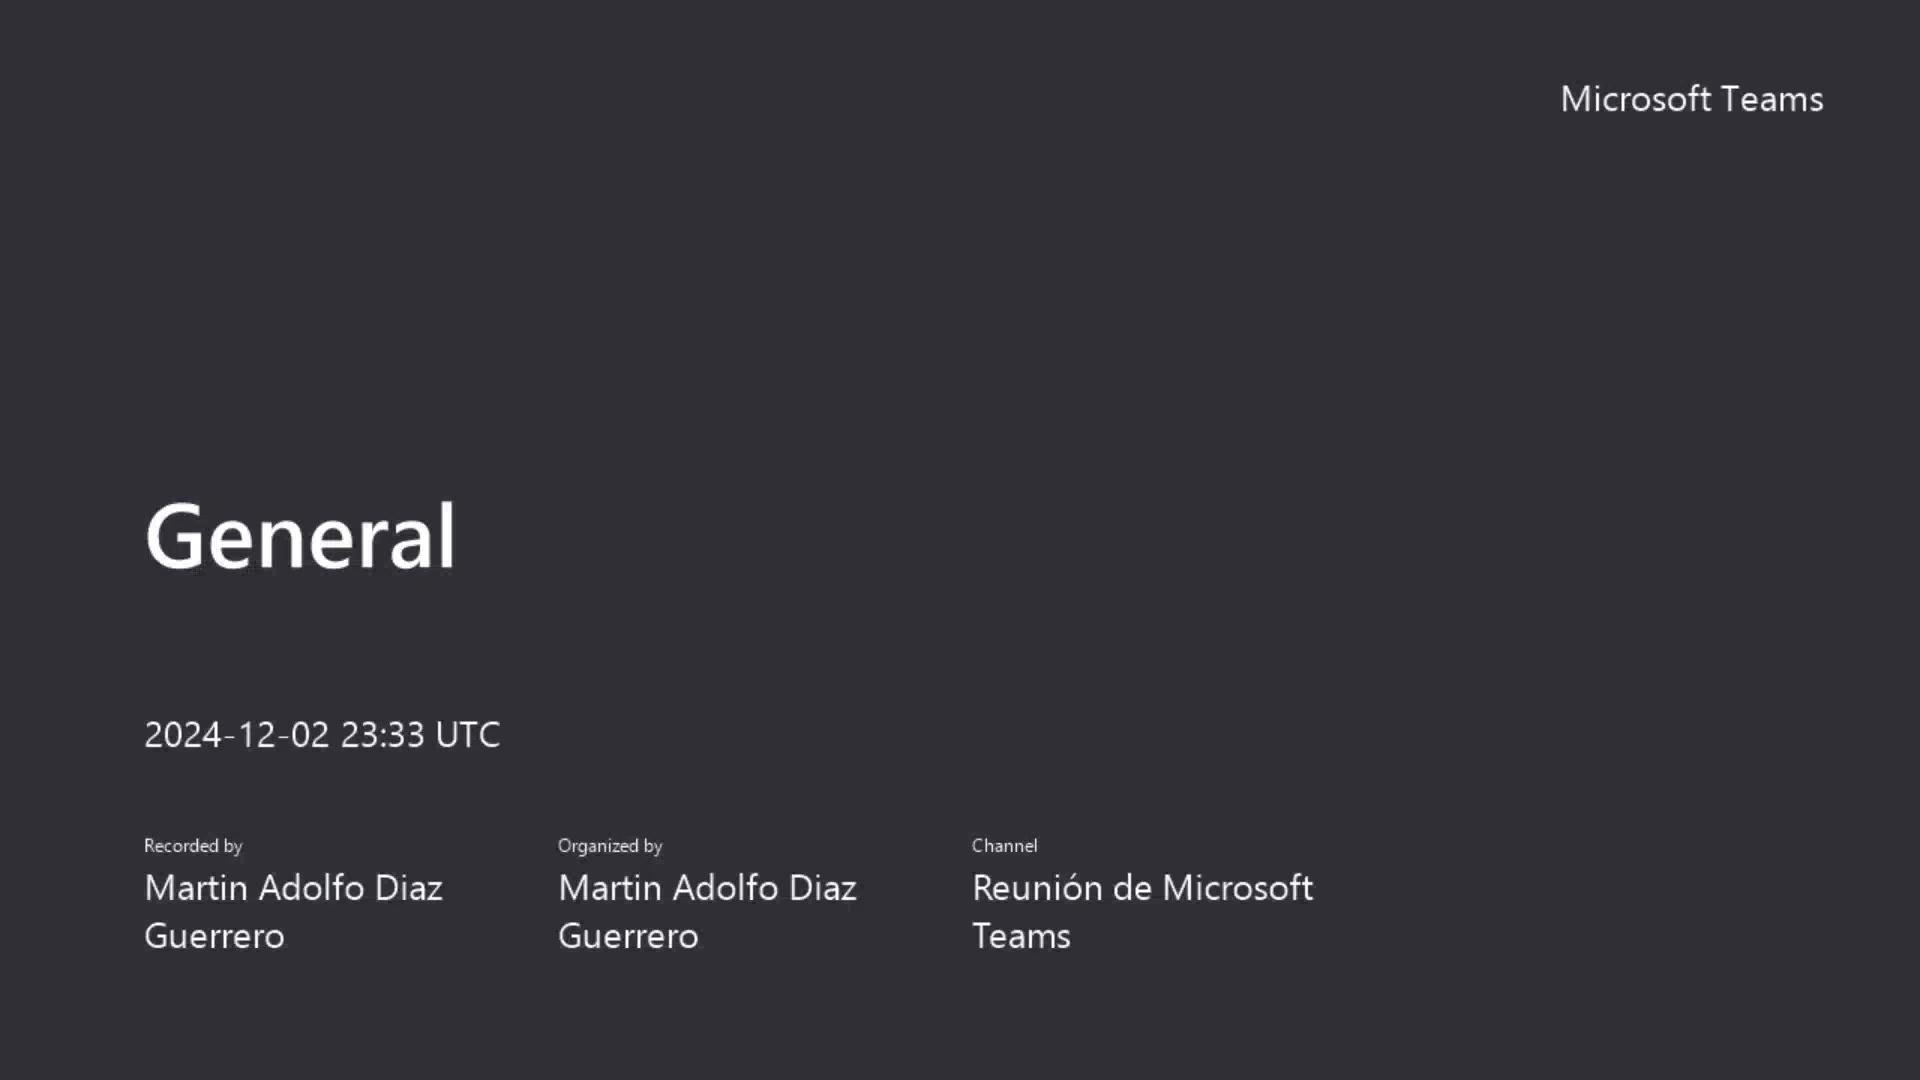 Microsoft Teams
General
2024-12-02 23:33 UTC
Recorded by
Martin Adolfo Diaz
Guerrero
Organized by
Martin Adolfo Diaz
Guerrero
Channel
Reunión de Microsoft
Teams